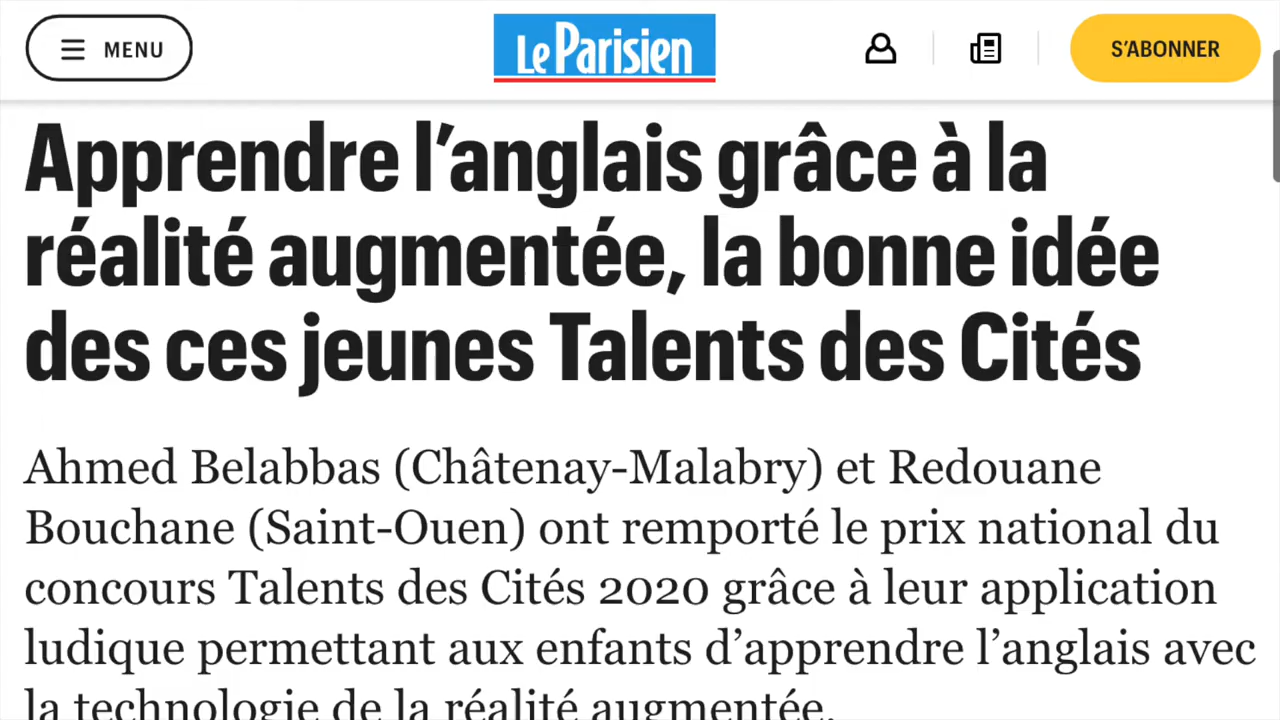 MENU
Le Parisien
S'ABONNER
Apprendre l’anglais grâce à la
réalité augmentée, la bonne idée
des ces jeunes Talents des Cités
Ahmed Belabbas (Châtenay-Malabry) et Redouane
Bouchane (Saint-Ouen) ont remporté le prix national du
concours Talents des Cités 2020 grâce à leur application
ludique permettant aux enfants d’apprendre l’anglais avec
la technologie de la réalité augmentée.